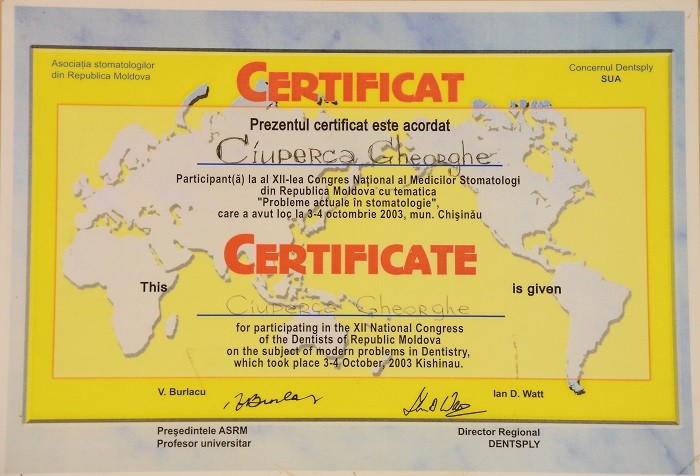 Asociația stomatologilor
din Republica Moldova
Concernul Dentsply
SUA
CERTIFICAT
Prezentul certificat este acordat
Ciuperca Gheorghe
Participant(ă) la al XII-lea Congres Național al Medicilor Stomatologi
din Republica Moldova cu tematica
"Probleme actuale în stomatologie",
care a avut loc la 3-4 octombrie 2003, mun. Chișinău
CERTIFICATE
This
is given
Ciuperca Gheorghe
for participating in the XII National Congress
of the Dentists of Republic Moldova
on the subject of modern problems in Dentistry,
which took place 3-4 October, 2003 Kishinau.
V. Burlacu
Ian D. Watt
Președintele ASRM
Profesor universitar
Director Regional
DENTSPLY